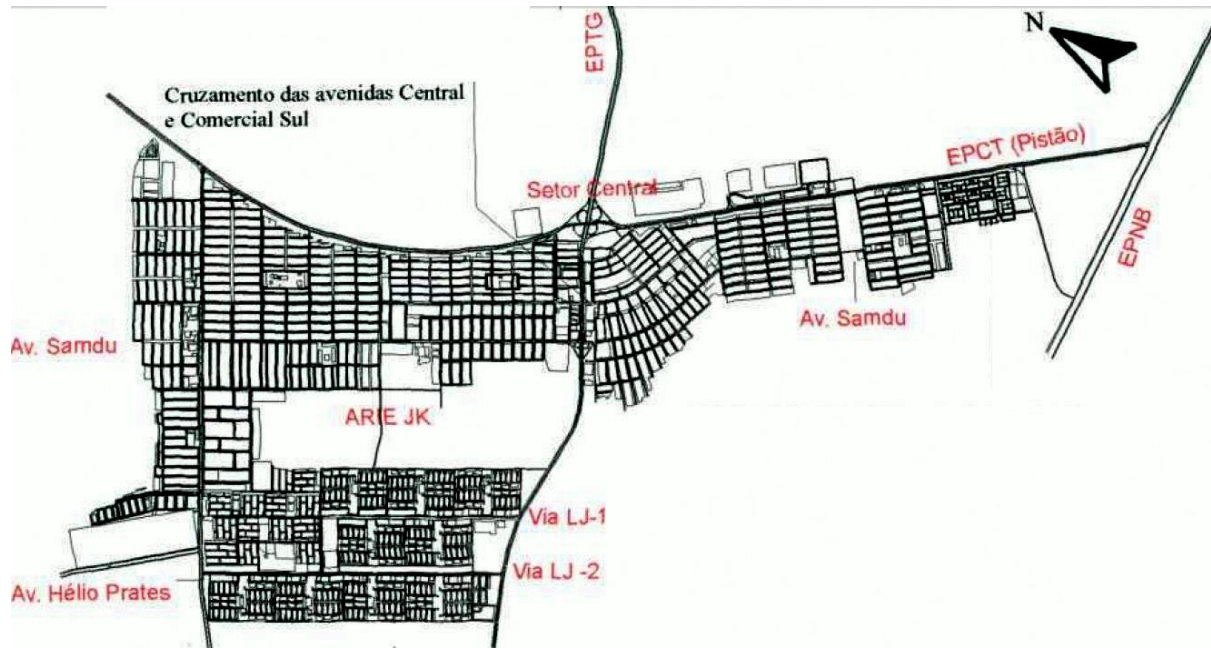 EPTG
N
Cruzamento das avenidas Central
e Comercial Sul
EPCT (Pistão)
Setor Central
EPNB
Av. Samdu
Av. Samdu
ARIE JK
Via LJ-1
Via LJ -2
Av. Hélio Prates